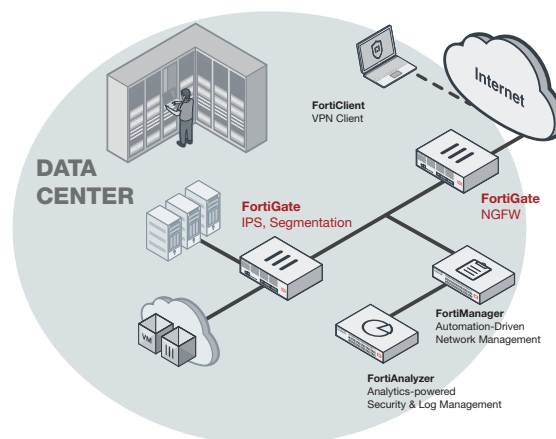 Internet
FortiClient
VPN Client
DATA
CENTER
FortiGate
IPS, Segmentation
FortiGate
NGFW
FortiManager
Automation-Driven
Network Management
VM
FortiAnalyzer
Analytics-powered
Security & Log Management